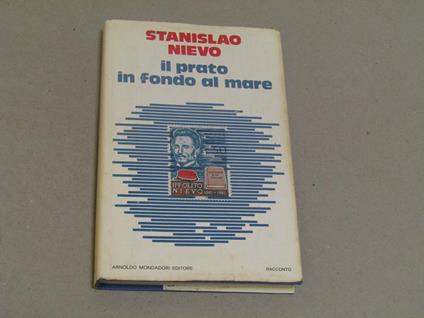 STANISLAO
NIEVO
il prato
in fondo al mare
IPPOLITO
NIEVO
ARNOLDO MONDADORI EDITORE
RACCONTO